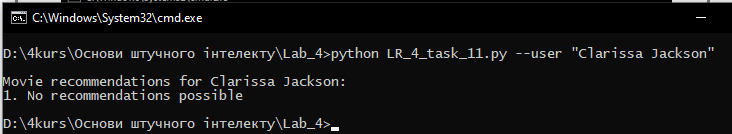 C:\Windows\System32\cmd.exe
D:\4kurs\Основи штучного інтелекту\Lab_4>python LR_4_task_11.py --user "Clarissa Jackson"
Movie recommendations for Clarissa Jackson:
1. No recommendations possible
D:\4kurs\Основи штучного інтелекту\Lab_4>